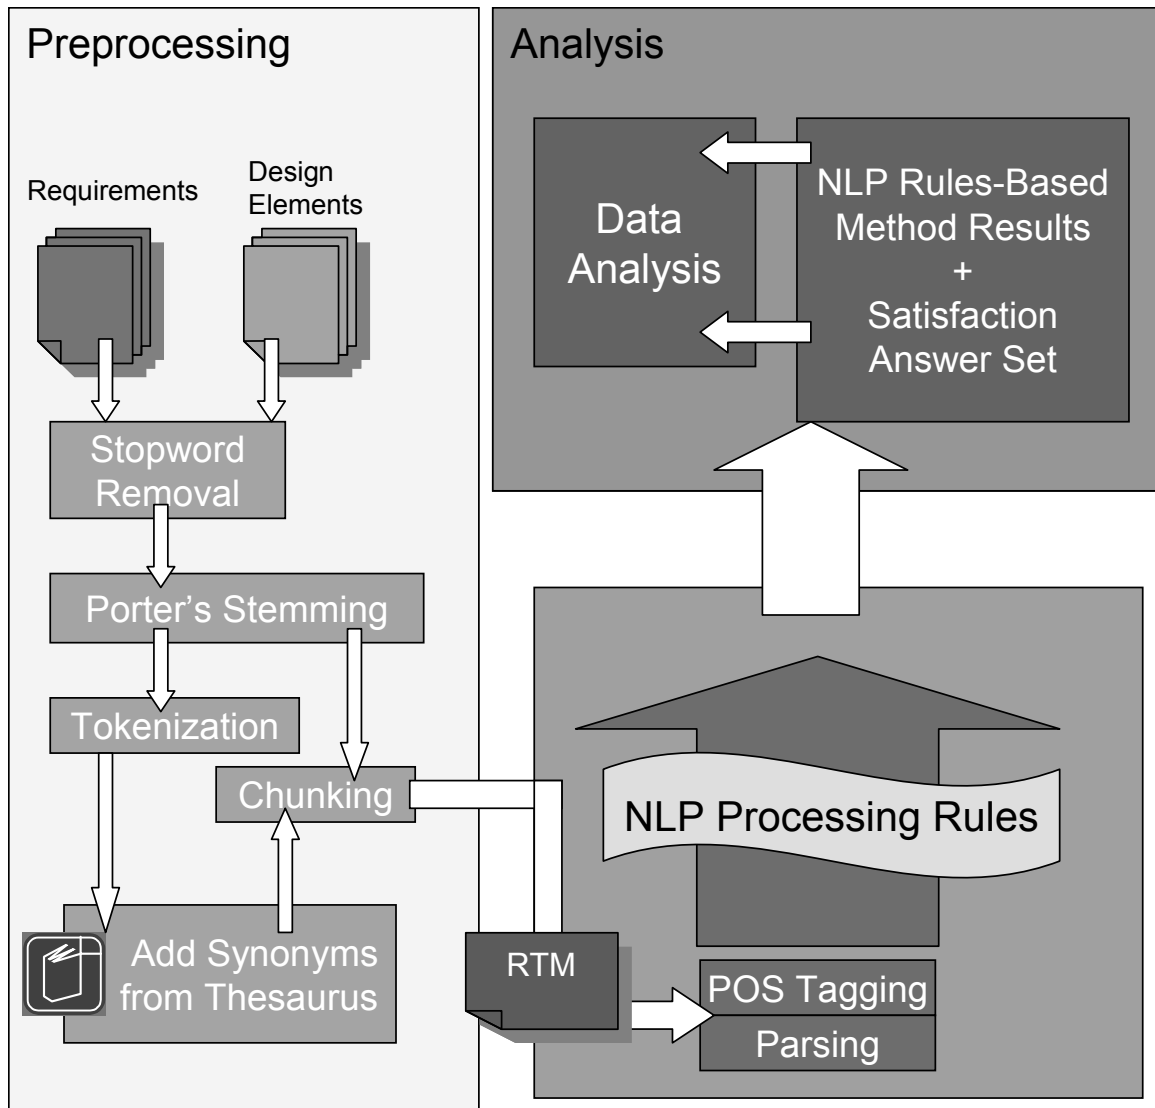 Preprocessing
Requirements
Design
Elements
Stopword
Removal
Porter’s Stemming
Tokenization
Chunking
Add Synonyms
from Thesaurus
RTM
POS Tagging
Parsing
NLP Processing Rules
Analysis
Data
Analysis
NLP Rules-Based
Method Results
+
Satisfaction
Answer Set